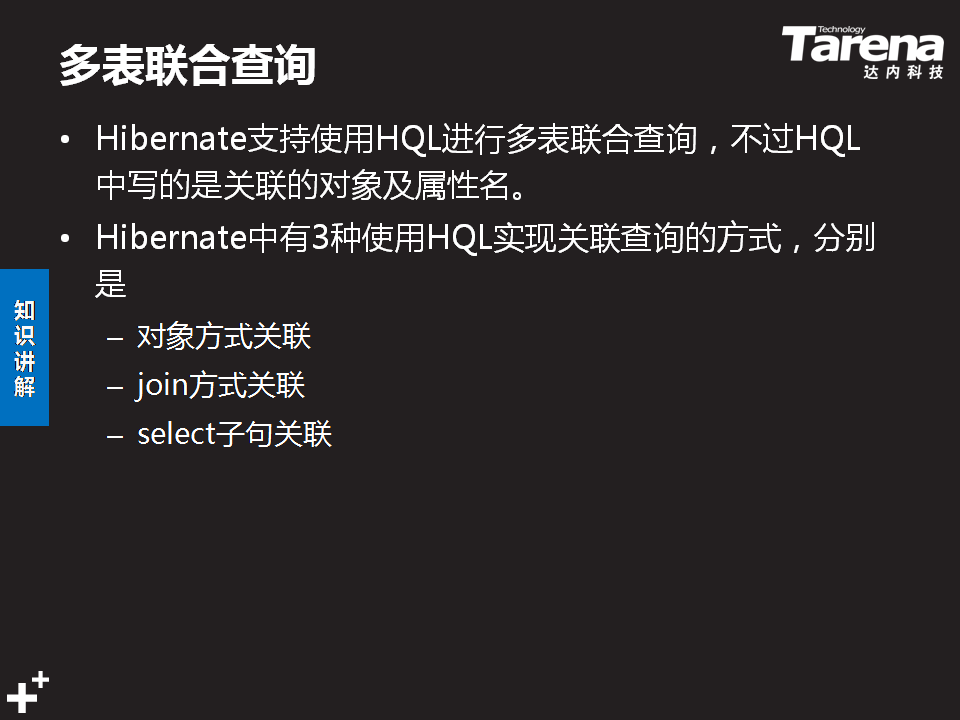 多表联合查询
Technology
Tarena
达内科技
• Hibernate支持使用HQL进行多表联合查询，不过HQL
中写的是关联的对象及属性名。
• Hibernate中有3种使用HQL实现关联查询的方式，分别
是
– 对象方式关联
– join方式关联
– select子句关联
知识讲解